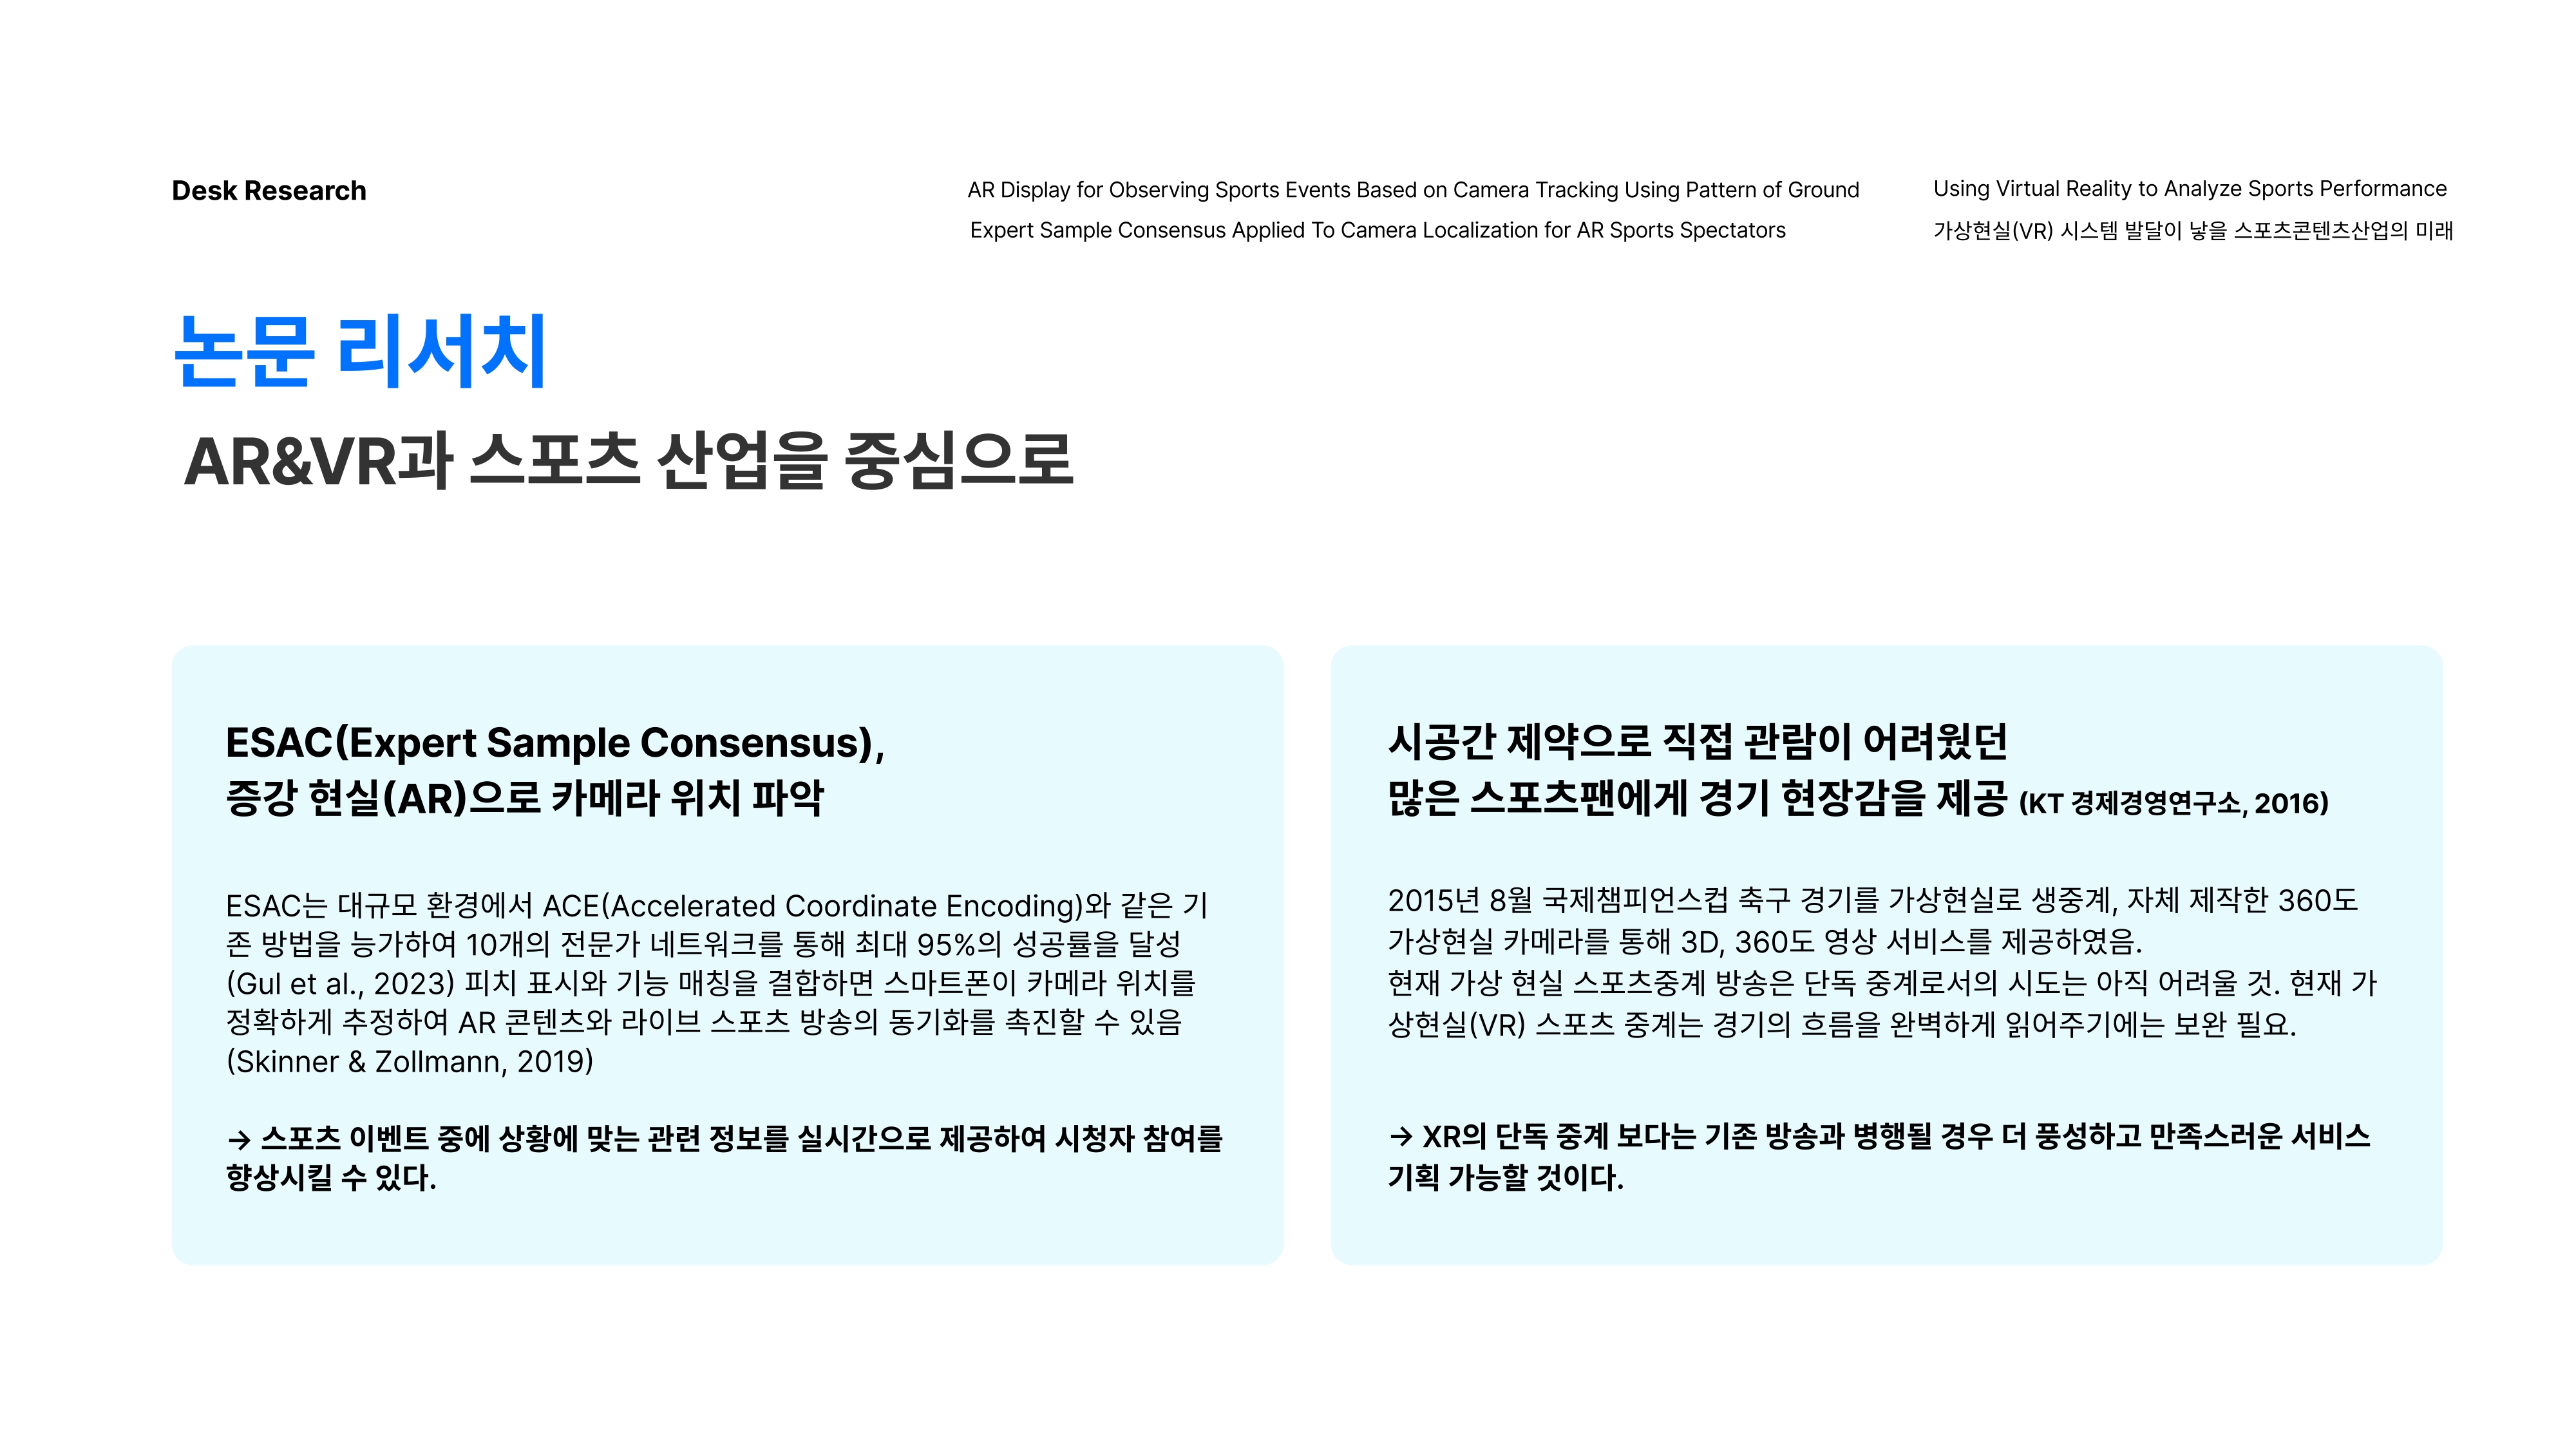 Desk Research
AR Display for Observing Sports Events Based on Camera Tracking Using Pattern of Ground
Expert Sample Consensus Applied To Camera Localization for AR Sports Spectators
Using Virtual Reality to Analyze Sports Performance
가상현실(VR) 시스템 발달이 낳을 스포츠콘텐츠산업의 미래
논문 리서치
AR&VR과 스포츠 산업을 중심으로
ESAC(Expert Sample Consensus),
증강 현실(AR)으로 카메라 위치 파악
ESAC는 대규모 환경에서 ACE(Accelerated Coordinate Encoding)와 같은 기
존 방법을 능가하여 10개의 전문가 네트워크를 통해 최대 95%의 성공률을 달성
(Gul et al., 2023) 피치 표시와 기능 매칭을 결합하면 스마트폰이 카메라 위치를
정확하게 추정하여 AR 콘텐츠와 라이브 스포츠 방송의 동기화를 촉진할 수 있음
(Skinner & Zollmann, 2019)
→ 스포츠 이벤트 중에 상황에 맞는 관련 정보를 실시간으로 제공하여 시청자 참여를
향상시킬 수 있다.
시공간 제약으로 직접 관람이 어려웠던
많은 스포츠팬에게 경기 현장감을 제공 (KT 경제경영연구소, 2016)
2015년 8월 국제챔피언스컵 축구 경기를 가상현실로 생중계, 자체 제작한 360도
가상현실 카메라를 통해 3D, 360도 영상 서비스를 제공하였음.
현재 가상 현실 스포츠중계 방송은 단독 중계로서의 시도는 아직 어려울 것. 현재 가
상현실(VR) 스포츠 중계는 경기의 흐름을 완벽하게 읽어주기에는 보완 필요.
→ XR의 단독 중계 보다는 기존 방송과 병행될 경우 더 풍성하고 만족스러운 서비스
기획 가능할 것이다.